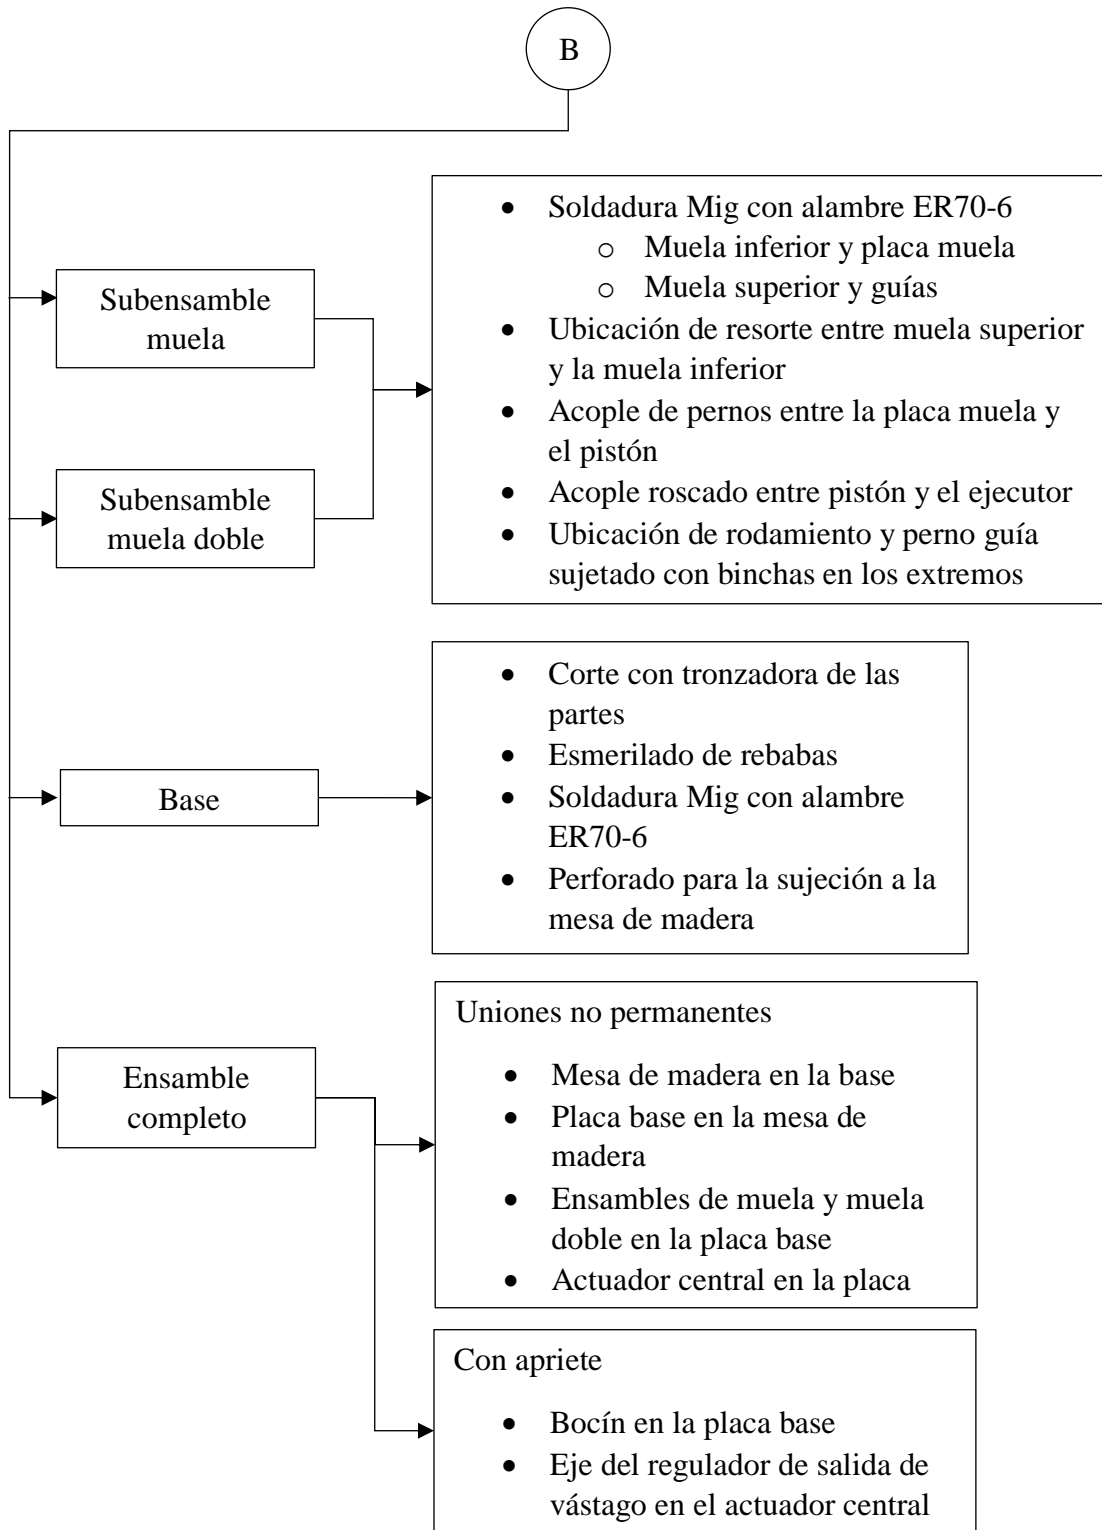 B
Subensamble
muela
Subensamble
muela doble
• Soldadura Mig con alambre ER70-6
o Muela inferior y placa muela
o Muela superior y guías
• Ubicación de resorte entre muela superior
y la muela inferior
• Acople de pernos entre la placa muela y
el pistón
• Acople roscado entre pistón y el ejecutor
• Ubicación de rodamiento y perno guía
sujetado con binchas en los extremos
Base
• Corte con tronzadora de las
partes
• Esmerilado de rebabas
• Soldadura Mig con alambre
ER70-6
• Perforado para la sujeción a la
mesa de madera
Ensamble
completo
Uniones no permanentes
• Mesa de madera en la base
• Placa base en la mesa de
madera
• Ensambles de muela y muela
doble en la placa base
• Actuador central en la placa
Con apriete
• Bocín en la placa base
• Eje del regulador de salida de
vástago en el actuador central